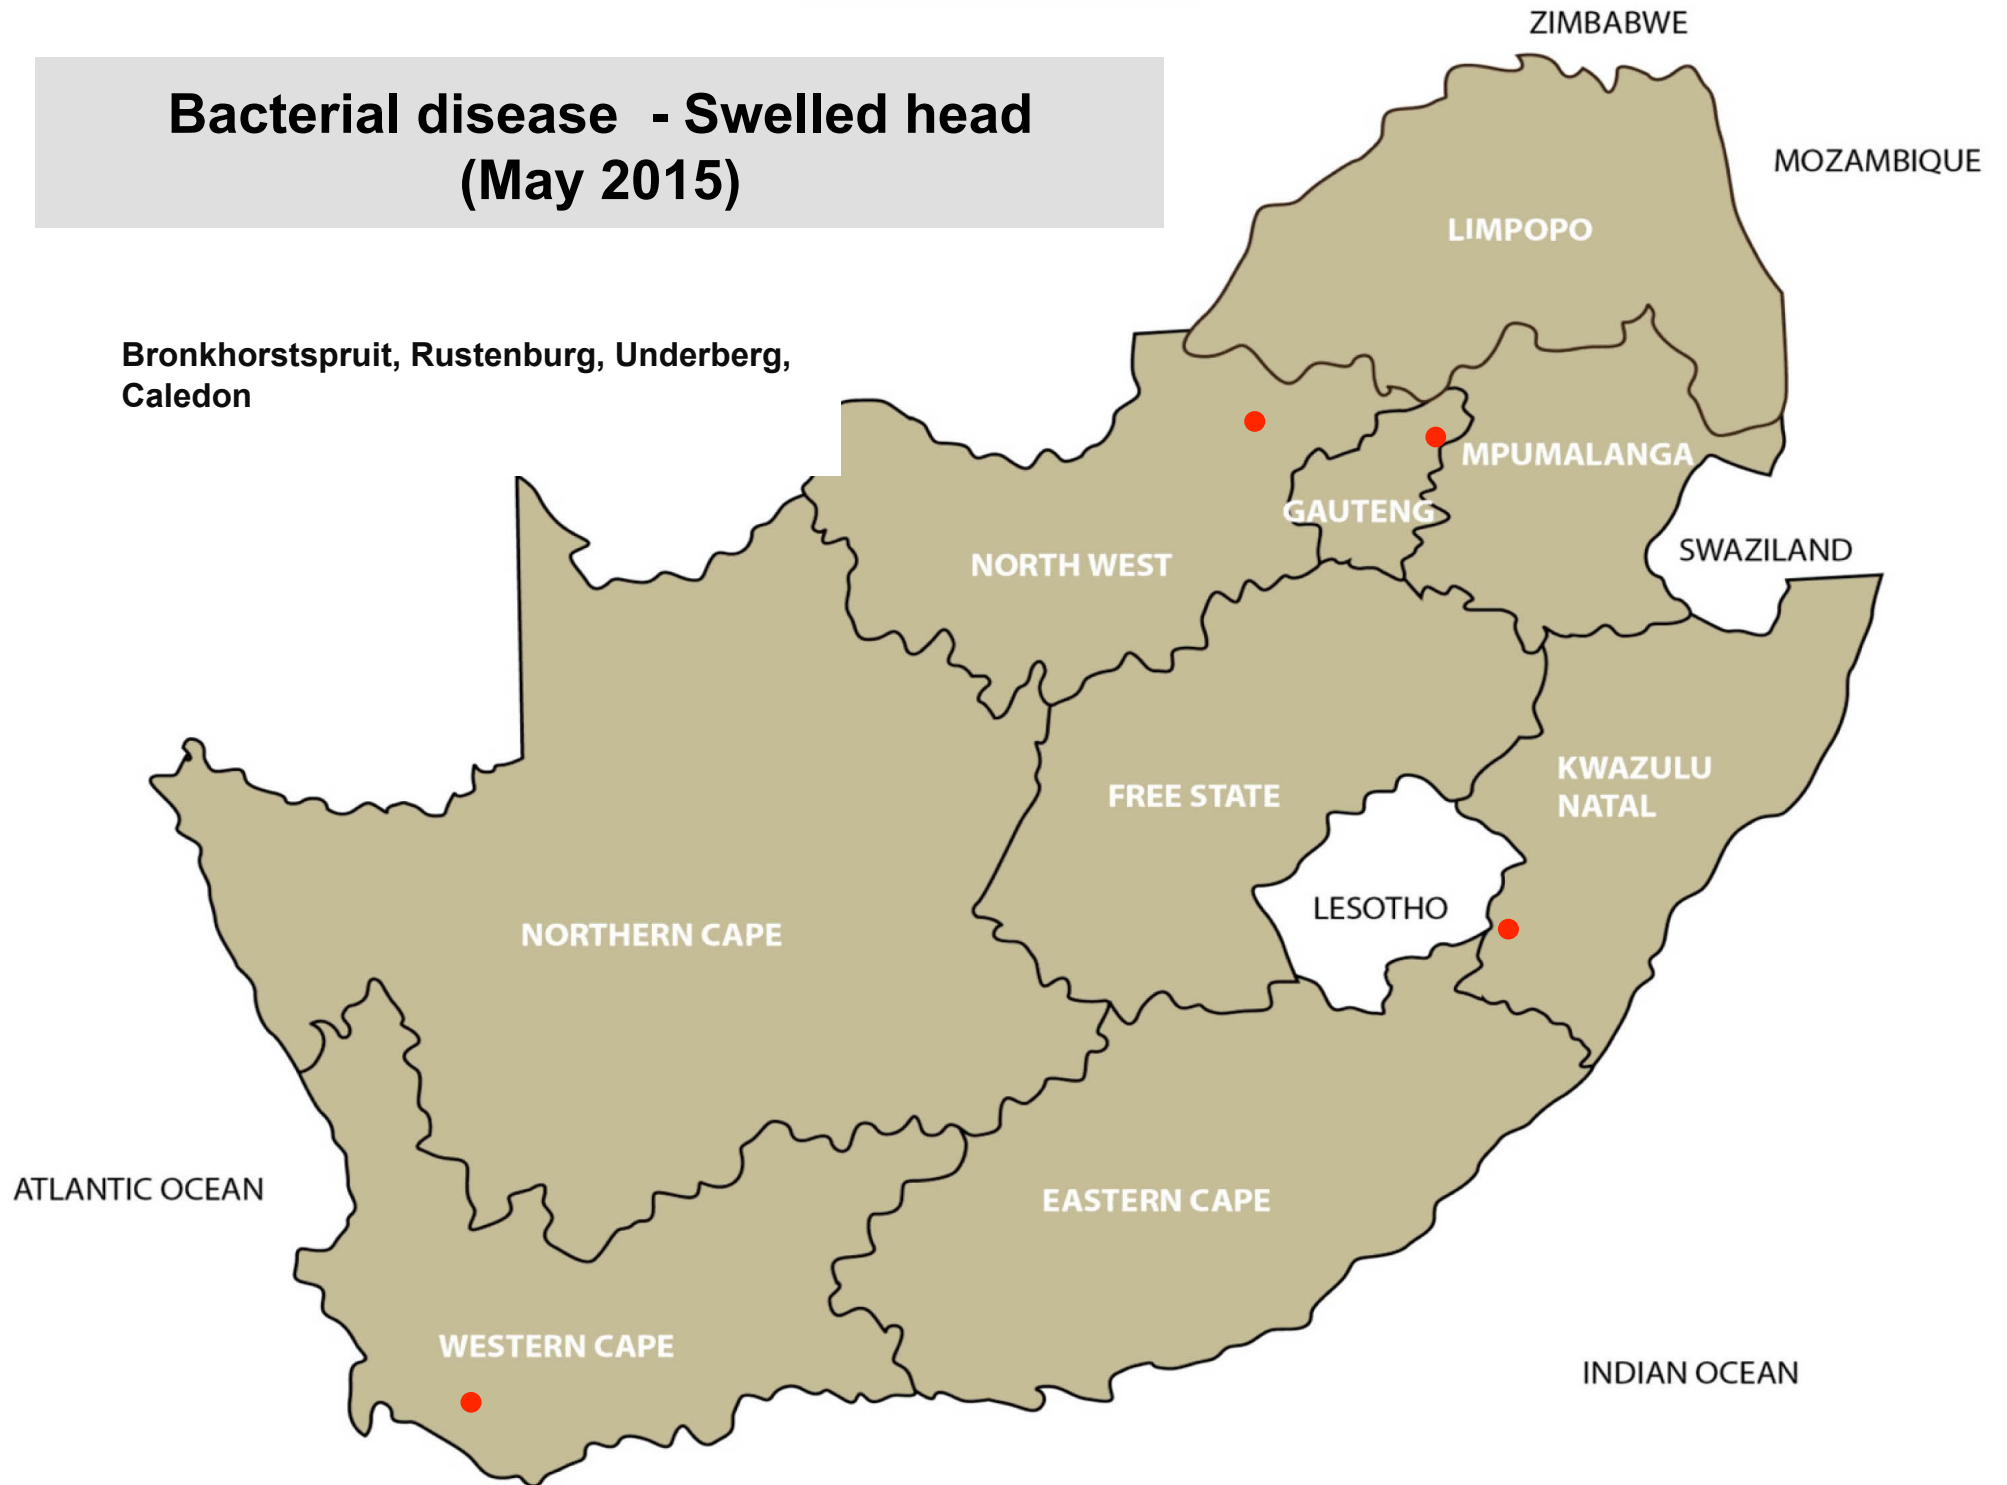 Bacterial disease - Swelled head
(May 2015)
Bronkhorstspruit, Rustenburg, Underberg,
Caledon
ZIMBABWE
MOZAMBIQUE
LIMPOPO
MPUMALANGA
GAUTENG
NORTH WEST
SWAZILAND
KWAZULU
NATAL
FREE STATE
LESOTHO
NORTHERN CAPE
ATLANTIC OCEAN
EASTERN CAPE
WESTERN CAPE
INDIAN OCEAN